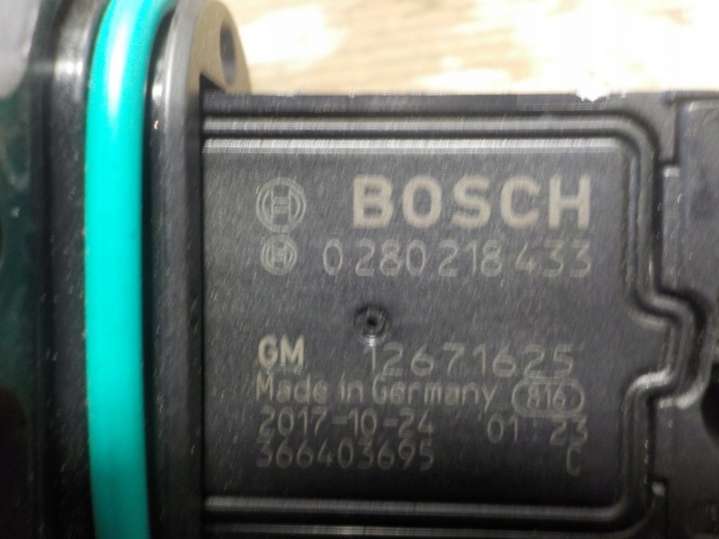 BOSCH
0 280 218 433
GM 12671625
Made in Germany 816
2017-10-24 01 23
366403695 C